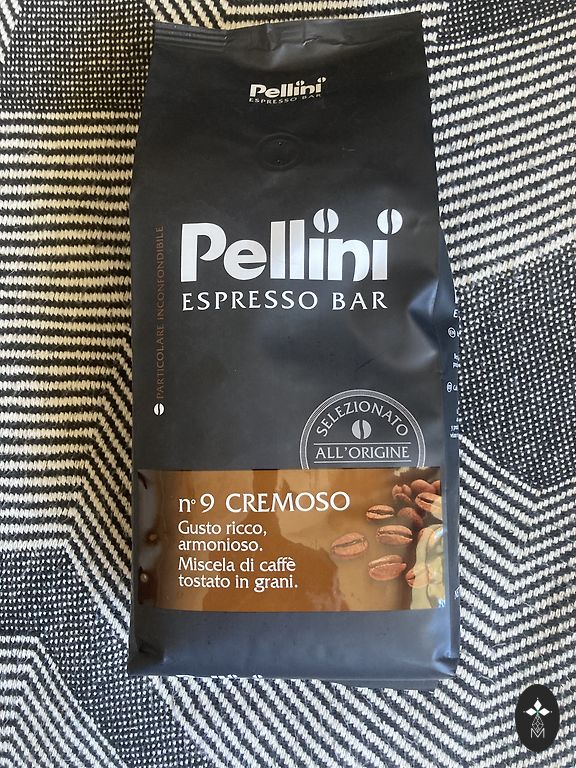 Pellini
ESPRESSO BAR
Pellini
ESPRESSO BAR
PARTICOLARE INCONFONDIBILE
SELEZIONATO
ALL'ORIGINE
n° 9 CREMOSO
Gusto ricco,
armonioso.
Miscela di caffè
tostato in grani.